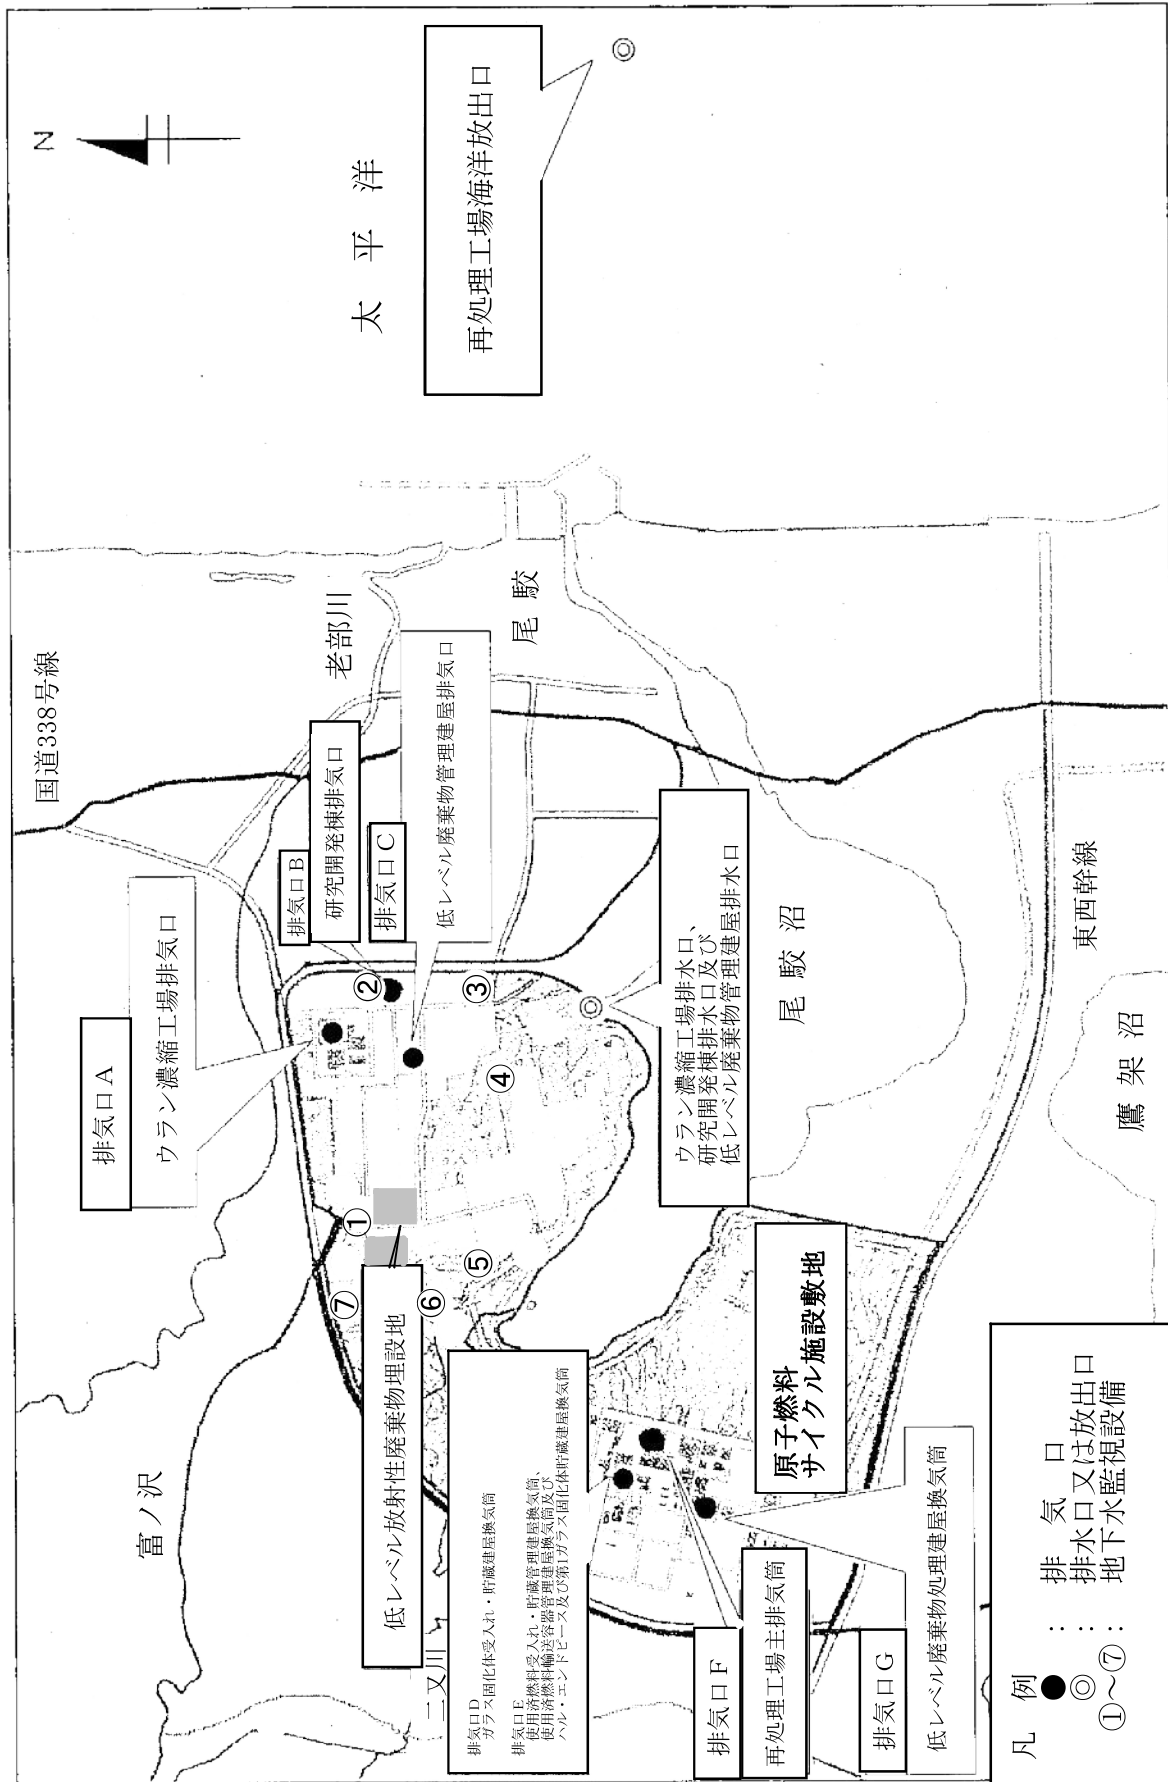 N
太平洋
再処理工場海洋放出口
国道338号線
老部川
尾駮
排気口A
ウラン濃縮工場排気口
排気口B
研究開発棟排気口
排気口C
低レベル廃棄物管理建屋排気口
富ノ沢
①
②
③
④
⑤
⑥
⑦
低レベル放射性廃棄物埋設地
ウラン濃縮工場排水口、
研究開発棟排水口及び
低レベル廃棄物管理建屋排水口
尾駮沼
東西幹線
鷹架沼
二又川
排気口D
ガラス固化体受入れ・貯蔵建屋換気筒
排気口E
使用済燃料受入れ・貯蔵管理建屋換気筒、
使用済燃料輸送容器管理建屋換気筒及び
ハル・エンドピース及び第1ガラス固化体貯蔵建屋換気筒
原子燃料
サイクル施設敷地
排気口F
再処理工場主排気筒
排気口G
低レベル廃棄物処理建屋換気筒
凡例
●：排気口
◎：排水口又は放出口
①～⑦：地下水監視設備